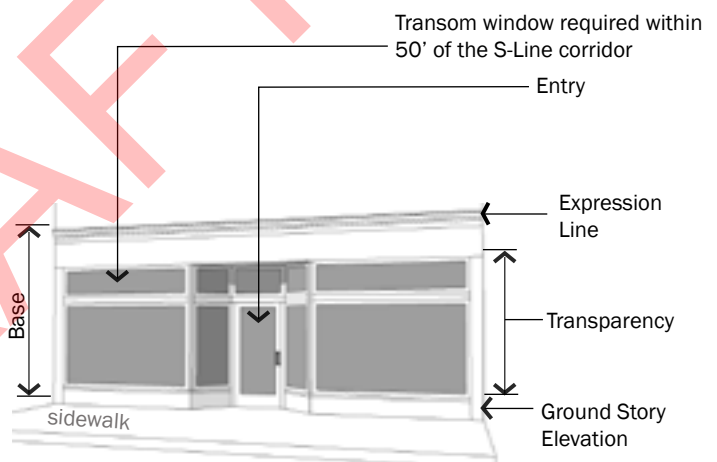 Transom window required within
50' of the S-Line corridor
Entry
Expression
Line
Base
Transparency
sidewalk
Ground Story
Elevation